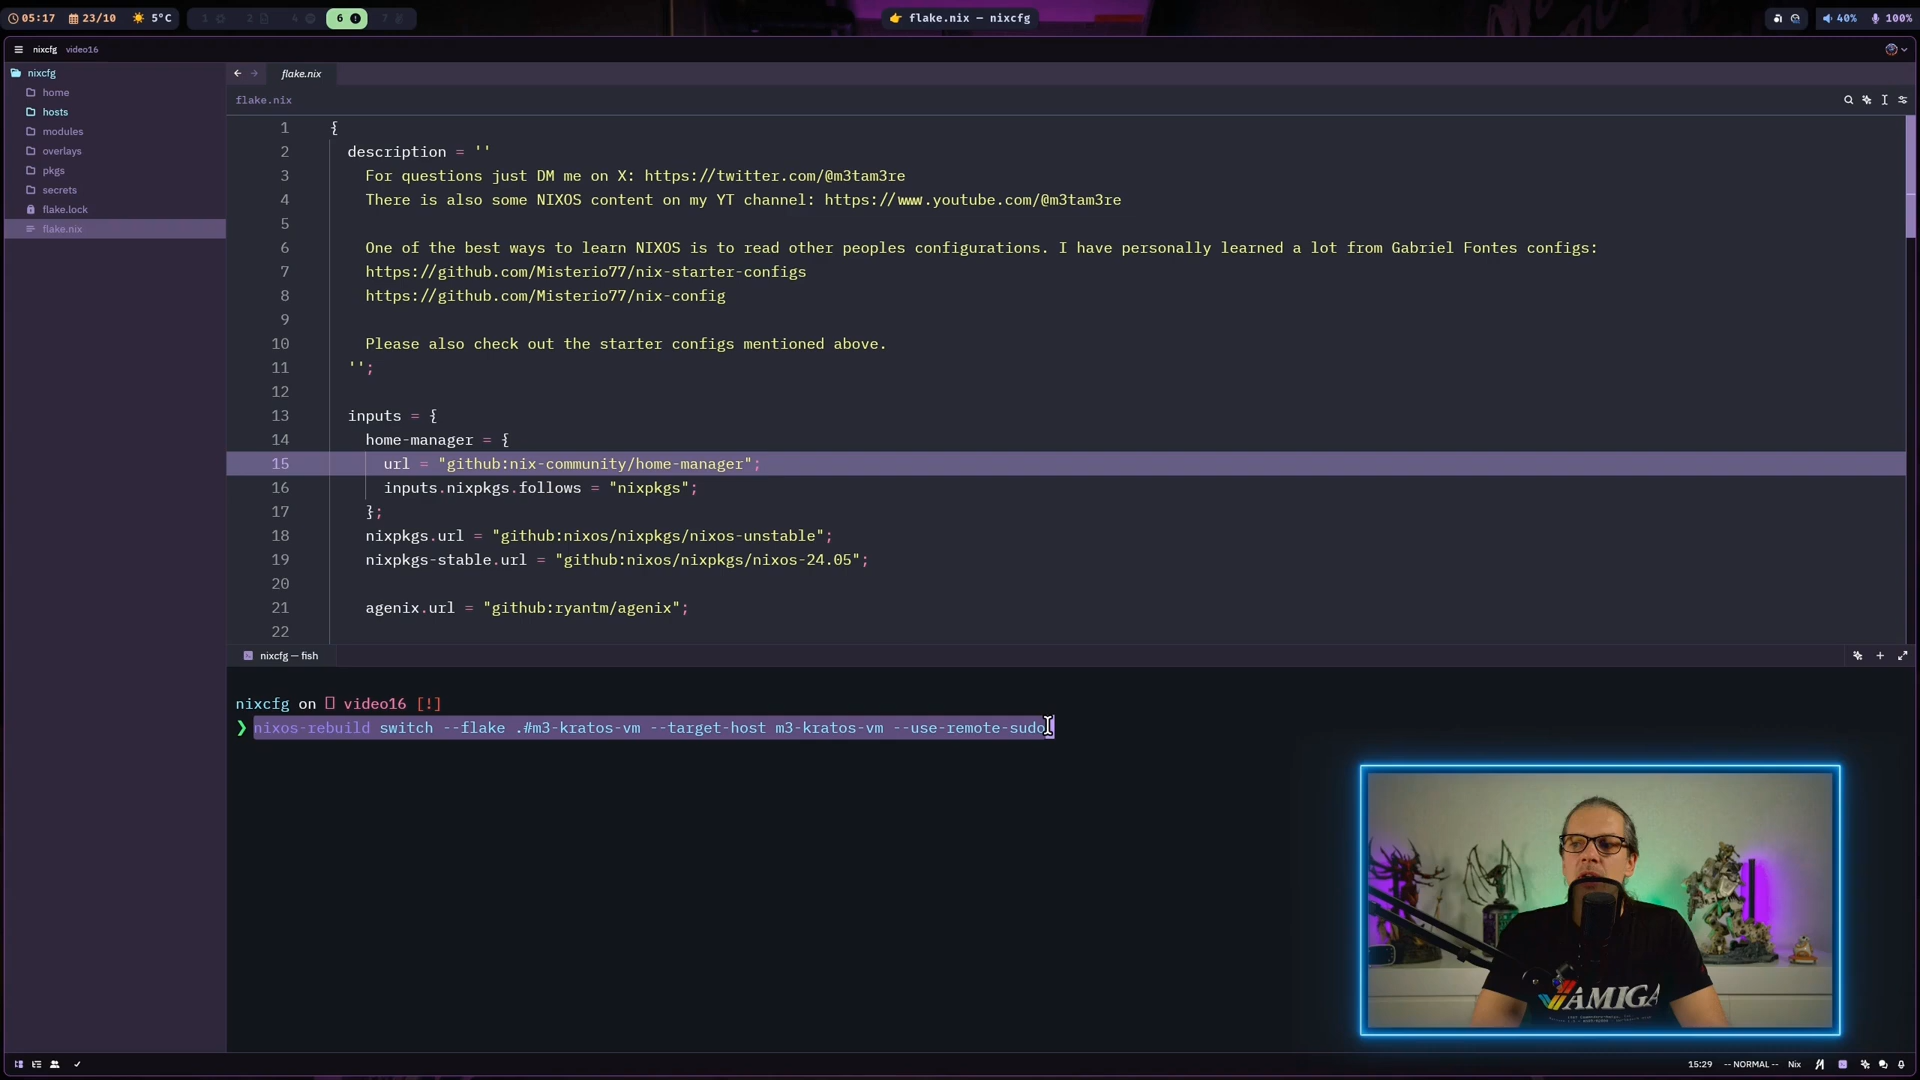 05:17 23/10 5°C 1 2 4 6 7 👉 flake.nix — nixcfg 40% 100%
nixcfg video16
nixcfg
home
hosts
modules
overlays
pkgs
secrets
flake.lock
flake.nix
flake.nix
flake.nix
1 {
2 description = ''
3 For questions just DM me on X: https://twitter.com/@m3tam3re
4 There is also some NIXOS content on my YT channel: https://www.youtube.com/@m3tam3re
5
6 One of the best ways to learn NIXOS is to read other peoples configurations. I have personally learned a lot from Gabriel Fontes configs:
7 https://github.com/Misterio77/nix-starter-configs
8 https://github.com/Misterio77/nix-config
9
10 Please also check out the starter configs mentioned above.
11 '';
12
13 inputs = {
14 home-manager = {
15 url = "github:nix-community/home-manager";
16 inputs.nixpkgs.follows = "nixpkgs";
17 };
18 nixpkgs.url = "github:nixos/nixpkgs/nixos-unstable";
19 nixpkgs-stable.url = "github:nixos/nixpkgs/nixos-24.05";
20
21 agenix.url = "github:ryantm/agenix";
22
nixcfg — fish
nixcfg on video16 [!]
❯ nixos-rebuild switch --flake .#m3-kratos-vm --target-host m3-kratos-vm --use-remote-sudo
AMIGA
15:29 -- NORMAL -- Nix